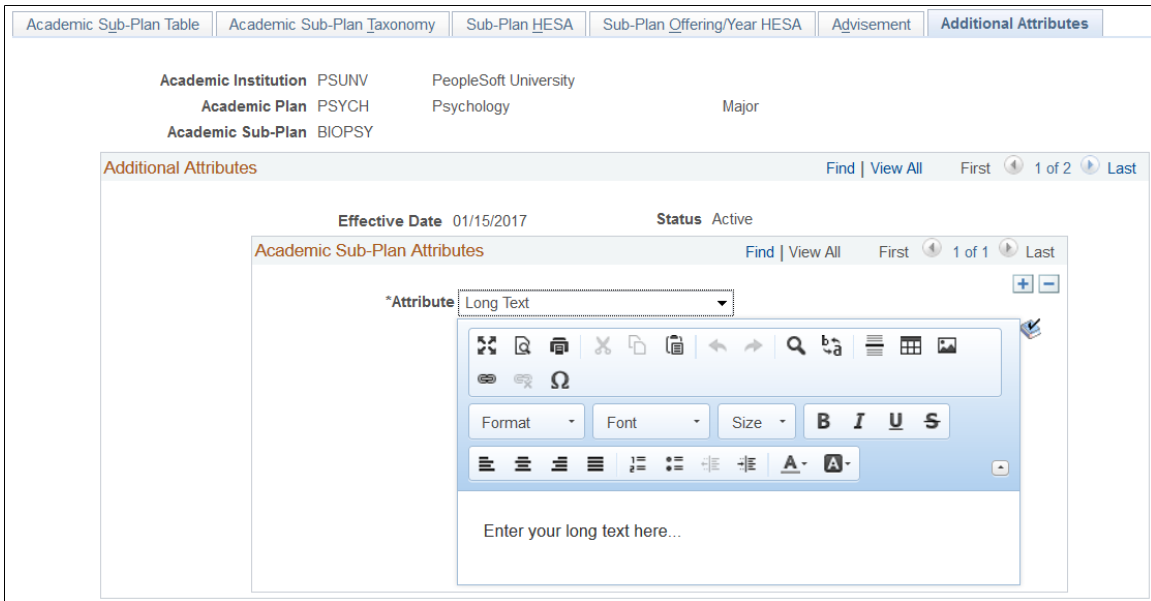 Academic Sub-Plan Table Academic Sub-Plan Taxonomy Sub-Plan HESA Sub-Plan Offering/Year HESA Advisement Additional Attributes
Academic Institution PSUNV PeopleSoft University
Academic Plan PSYCH Psychology Major
Academic Sub-Plan BIOPSY
Additional Attributes Find | View All First 1 of 2 Last
Effective Date 01/15/2017 Status Active
Academic Sub-Plan Attributes Find | View All First 1 of 1 Last
*Attribute Long Text
Format Font Size B I U S
Enter your long text here...